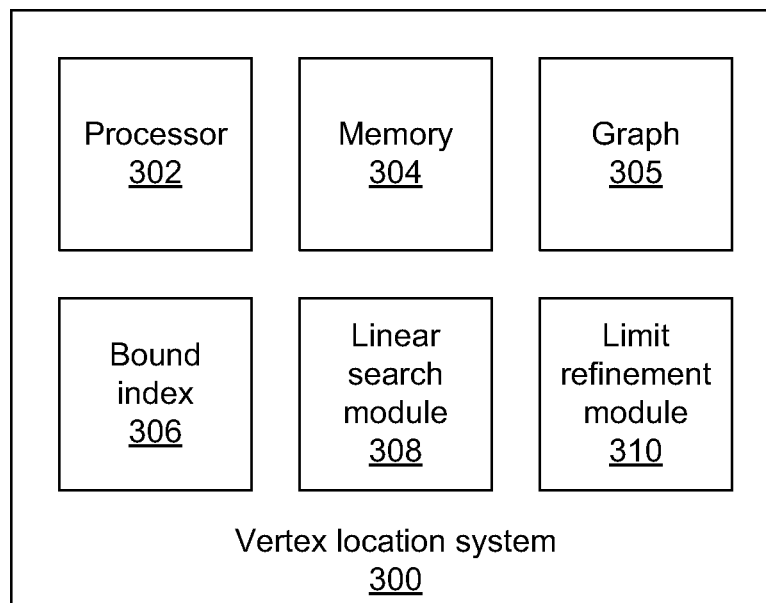 Processor
302
Memory
304
Graph
305
Bound
index
306
Linear
search
module
308
Limit
refinement
module
310
Vertex location system
300